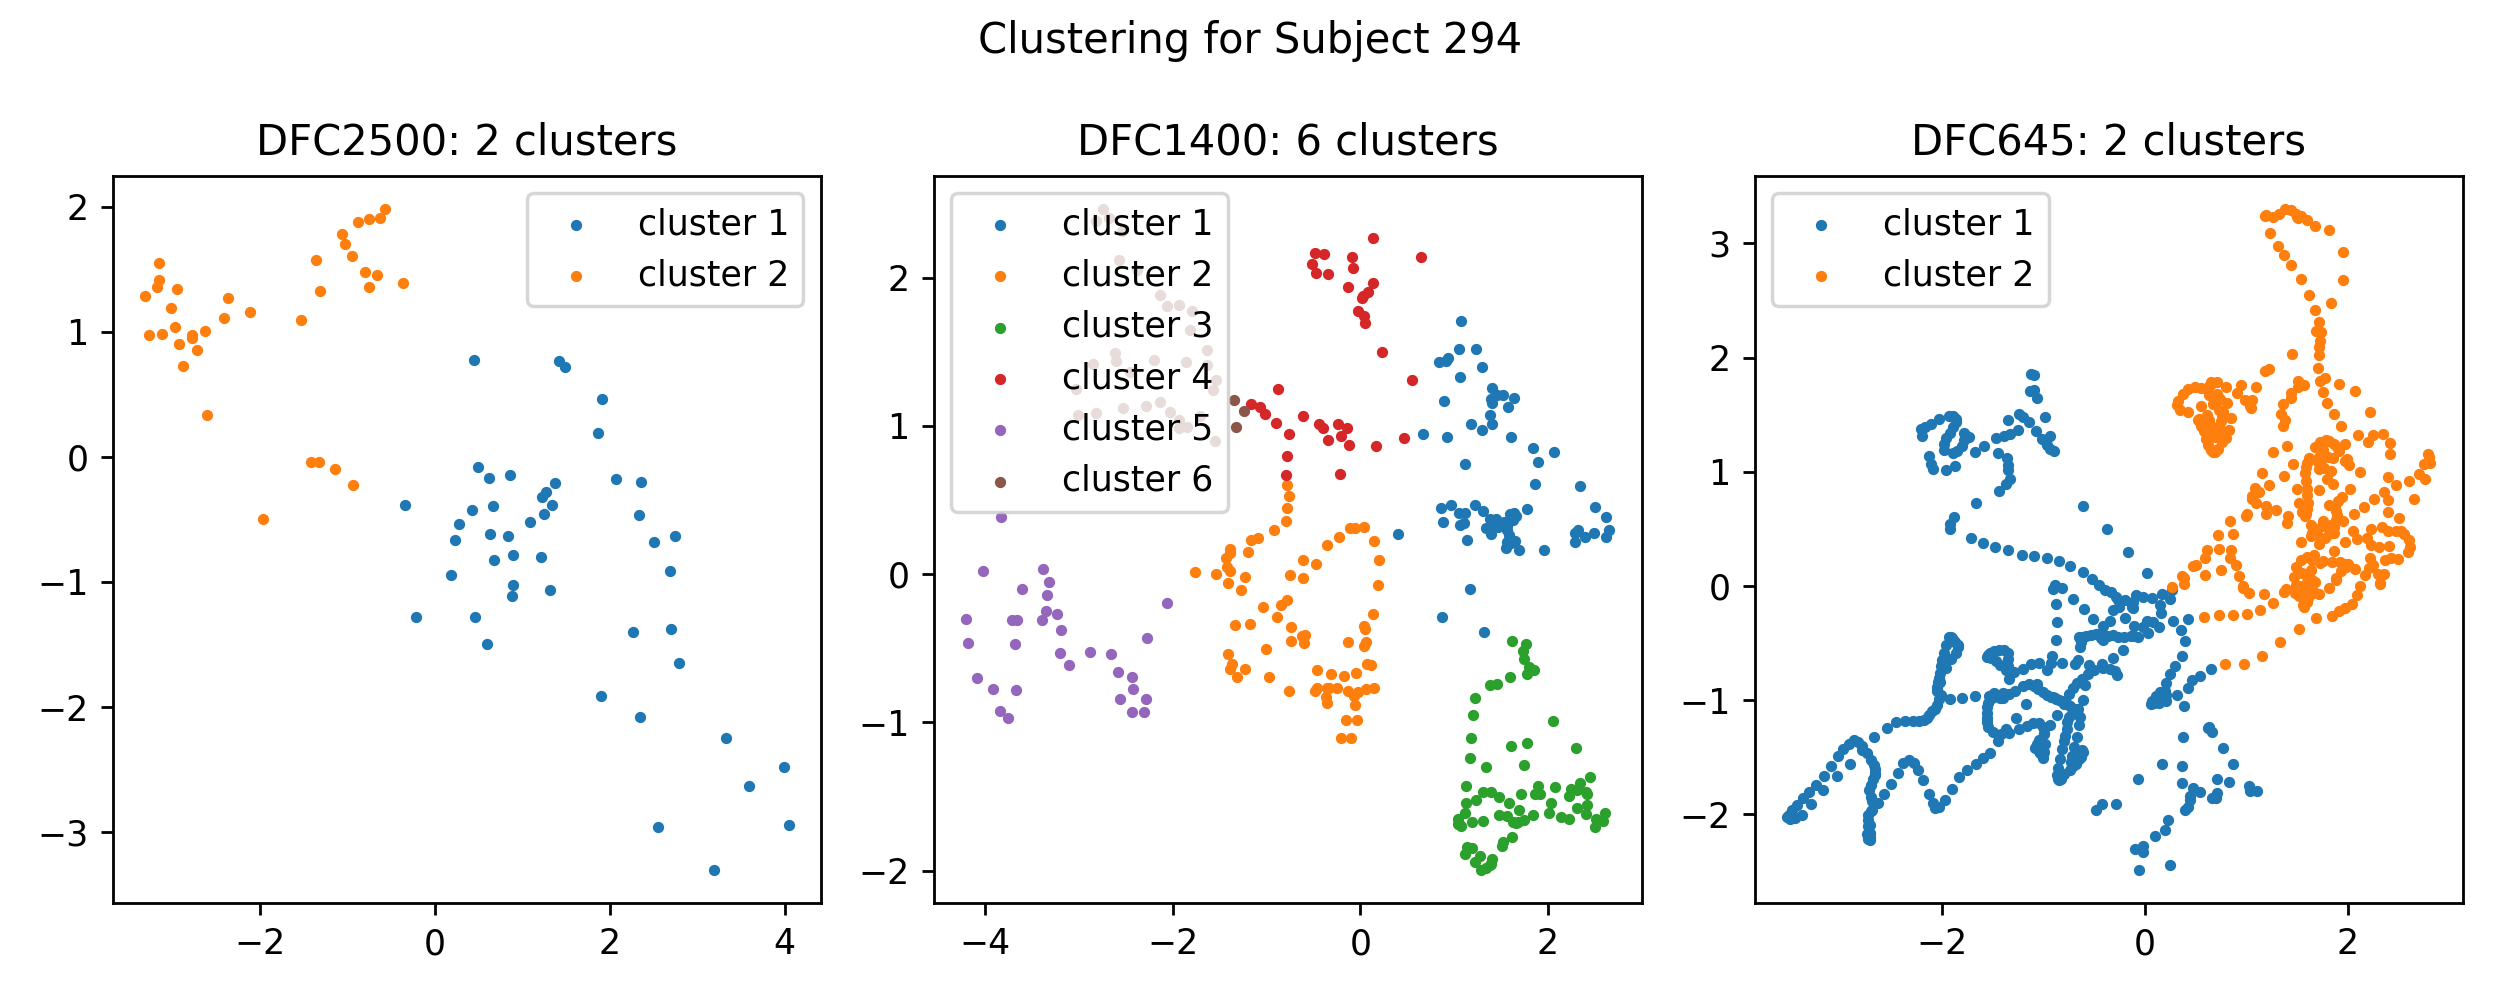 Clustering for Subject 294
DFC2500: 2 clusters
2
1
0
−1
−2
−3
−2
0
2
4
cluster 1
cluster 2
DFC1400: 6 clusters
2
1
0
−1
−2
−4
−2
0
2
cluster 1
cluster 2
cluster 3
cluster 4
cluster 5
cluster 6
DFC645: 2 clusters
3
2
1
0
−1
−2
−2
0
2
cluster 1
cluster 2